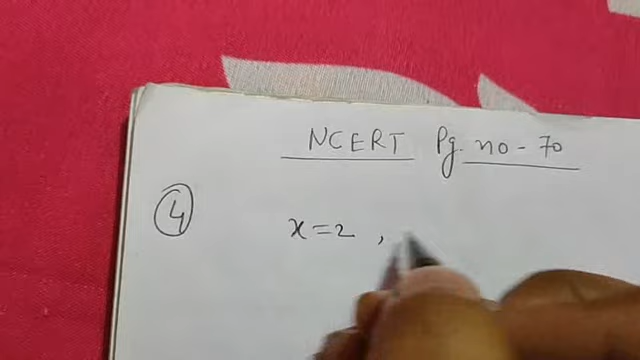 NCERT Pg. no - 70
4 x = 2 ,